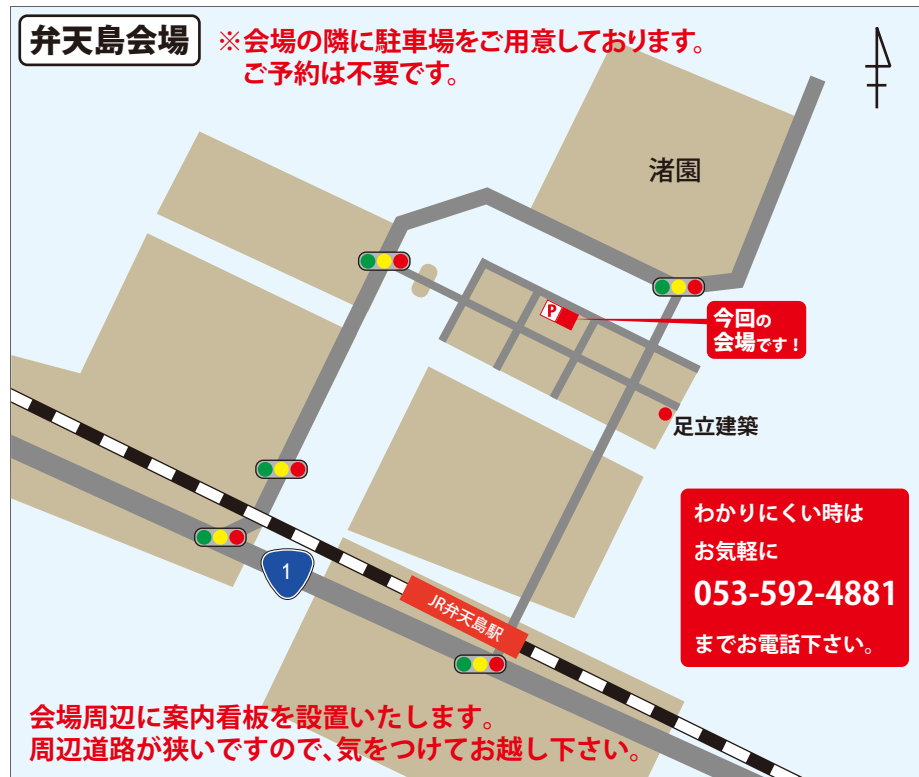 弁天島会場
※会場の隣に駐車場をご用意しております。
ご予約は不要です。
渚園
P
今回の
会場です！
足立建築
わかりにくい時は
お気軽に
053-592-4881
までお電話下さい。
1
JR弁天島駅
会場周辺に案内看板を設置いたします。
周辺道路が狭いですので、気をつけてお越し下さい。